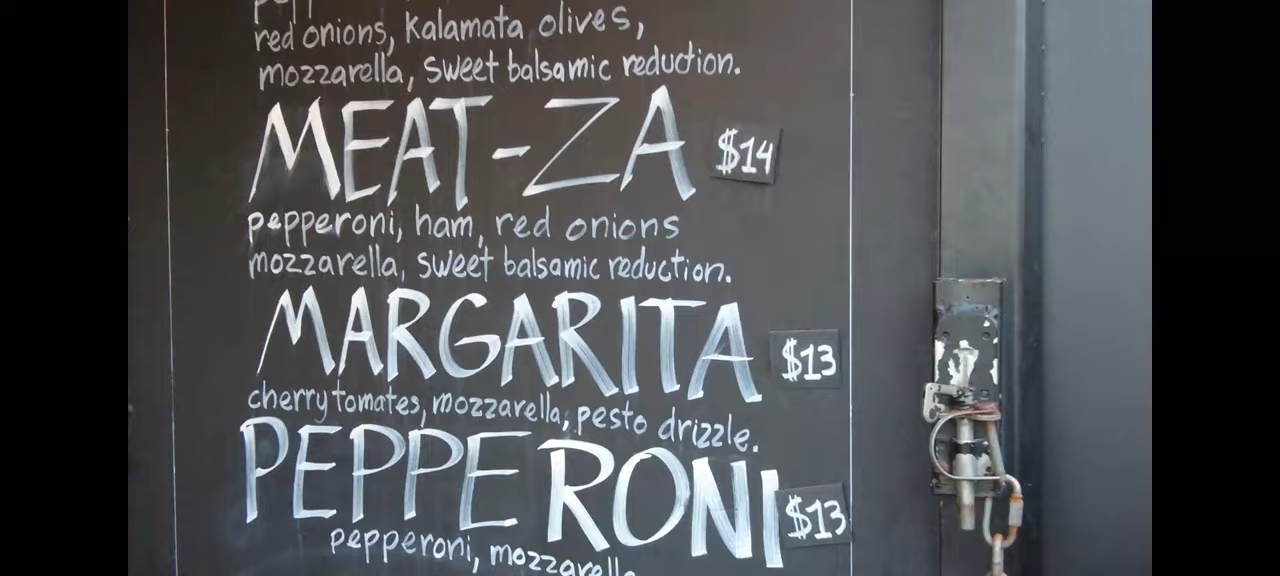 red onions, kalamata olives,
mozzarella, sweet balsamic reduction.
MEAT-ZA $14
pepperoni, ham, red onions
mozzarella, sweet balsamic reduction.
MARGARITA $13
cherry tomates, mozzarella, pesto drizzle.
PEPPERONI $13
pepperoni, mozzarella